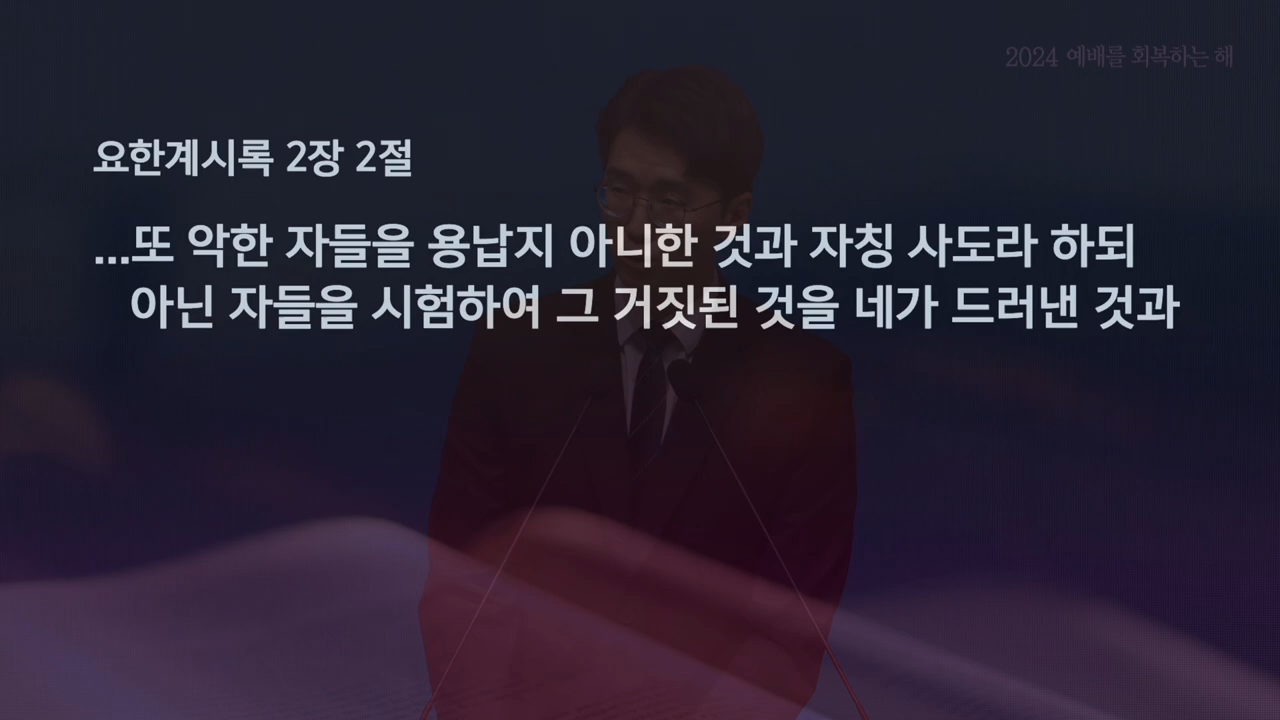 2024 예배를 회복하는 해
요한계시록 2장 2절
...또 악한 자들을 용납지 아니한 것과 자칭 사도라 하되
아닌 자들을 시험하여 그 거짓된 것을 네가 드러낸 것과